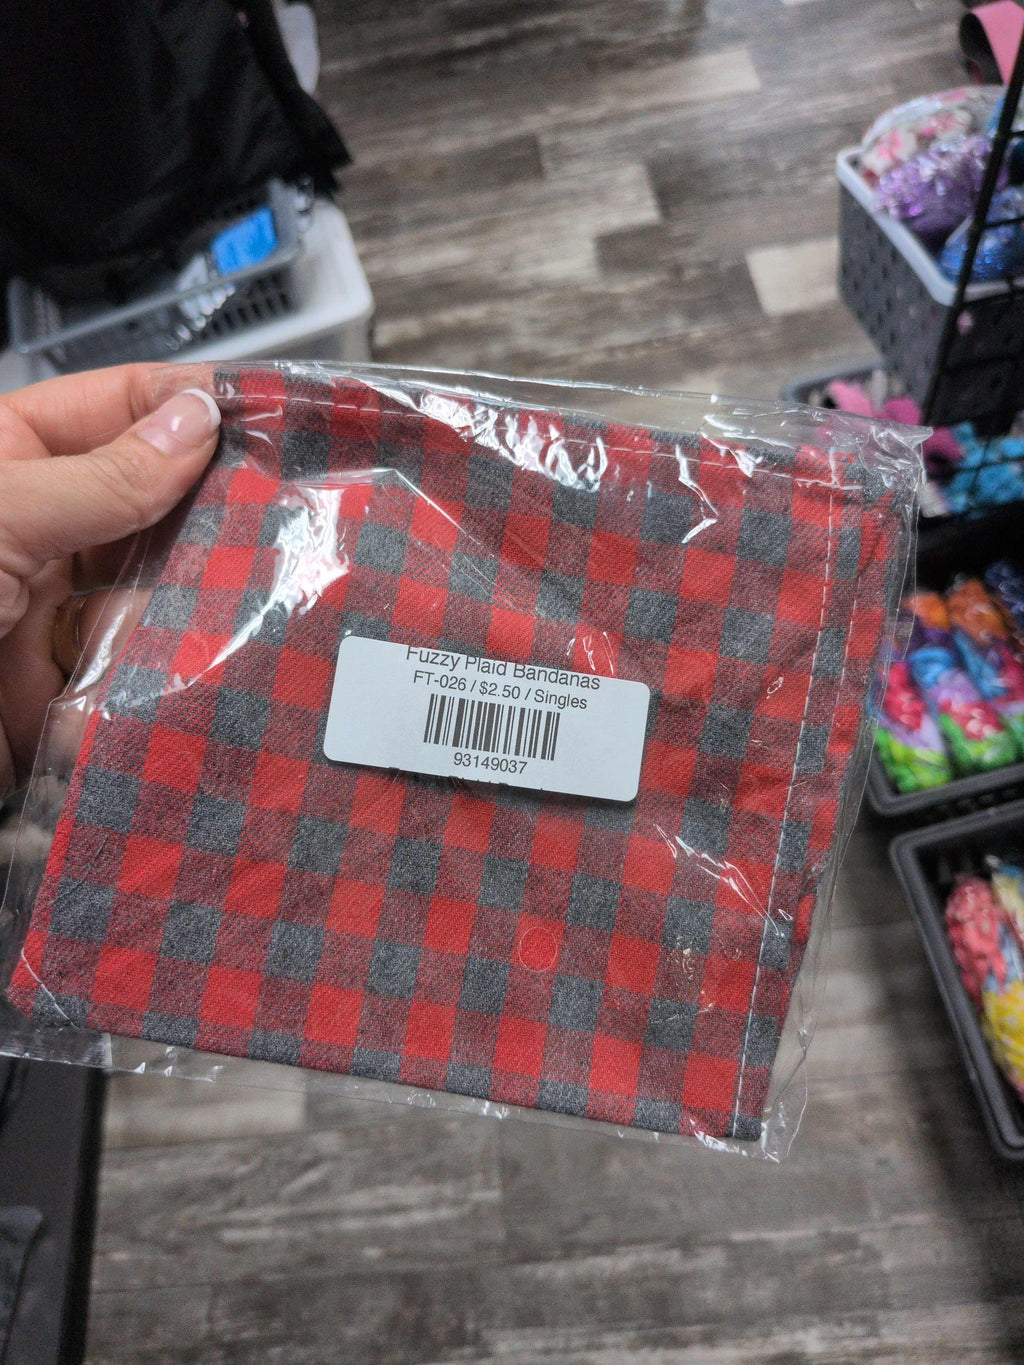 Fuzzy Plaid Bandanas
FT-026 / $2.50 / Singles
93149037